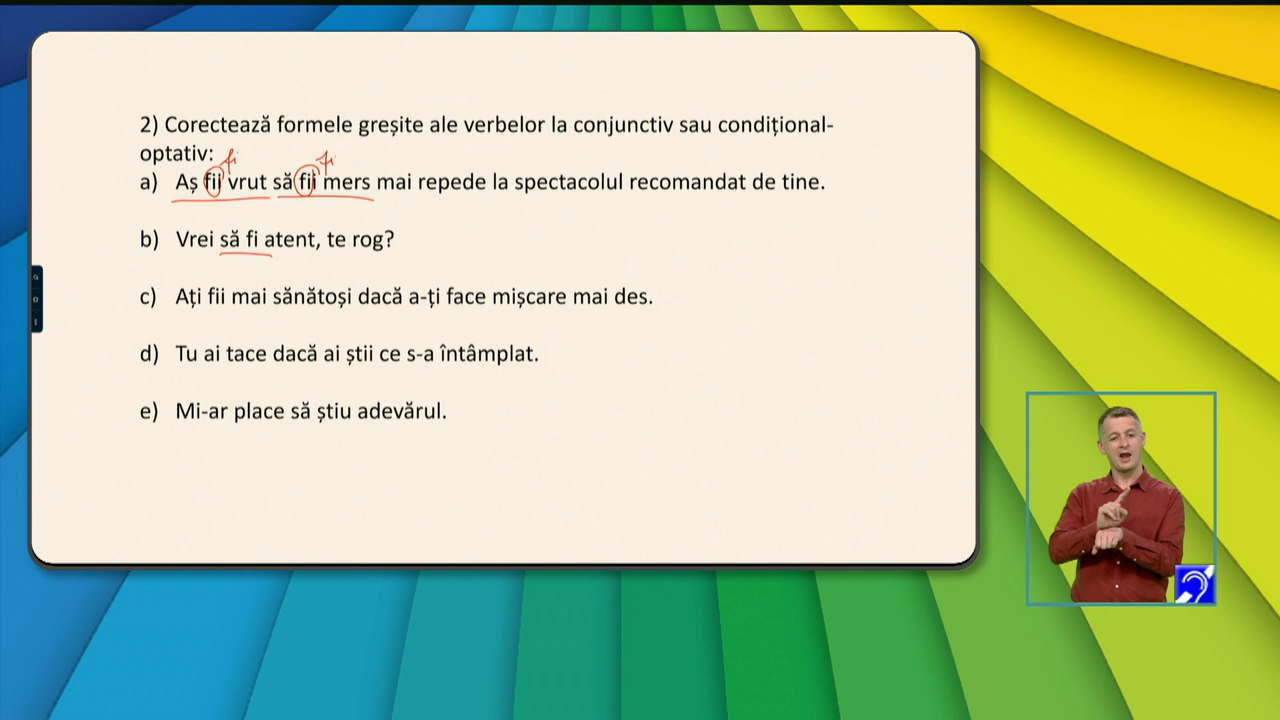 2) Corectează formele greșite ale verbelor la conjunctiv sau condițional-
optativ:
fi fi
a) Aș fii vrut să fii mers mai repede la spectacolul recomandat de tine.
b) Vrei să fi atent, te rog?
c) Ați fii mai sănătoși dacă a-ți face mișcare mai des.
d) Tu ai tace dacă ai știi ce s-a întâmplat.
e) Mi-ar place să știu adevărul.